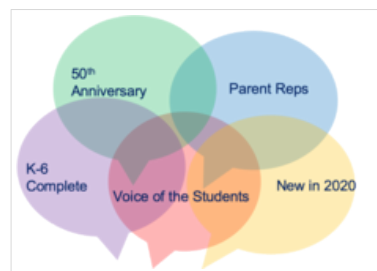 50th
Anniversary
Parent Reps
K-6
Complete
Voice of the Students
New in 2020